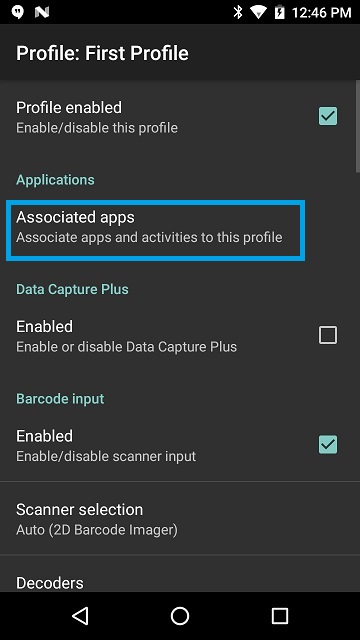 12:46 PM
Profile: First Profile
Profile enabled
Enable/disable this profile
Applications
Associated apps
Associate apps and activities to this profile
Data Capture Plus
Enabled
Enable or disable Data Capture Plus
Barcode input
Enabled
Enable/disable scanner input
Scanner selection
Auto (2D Barcode Imager)
Decoders